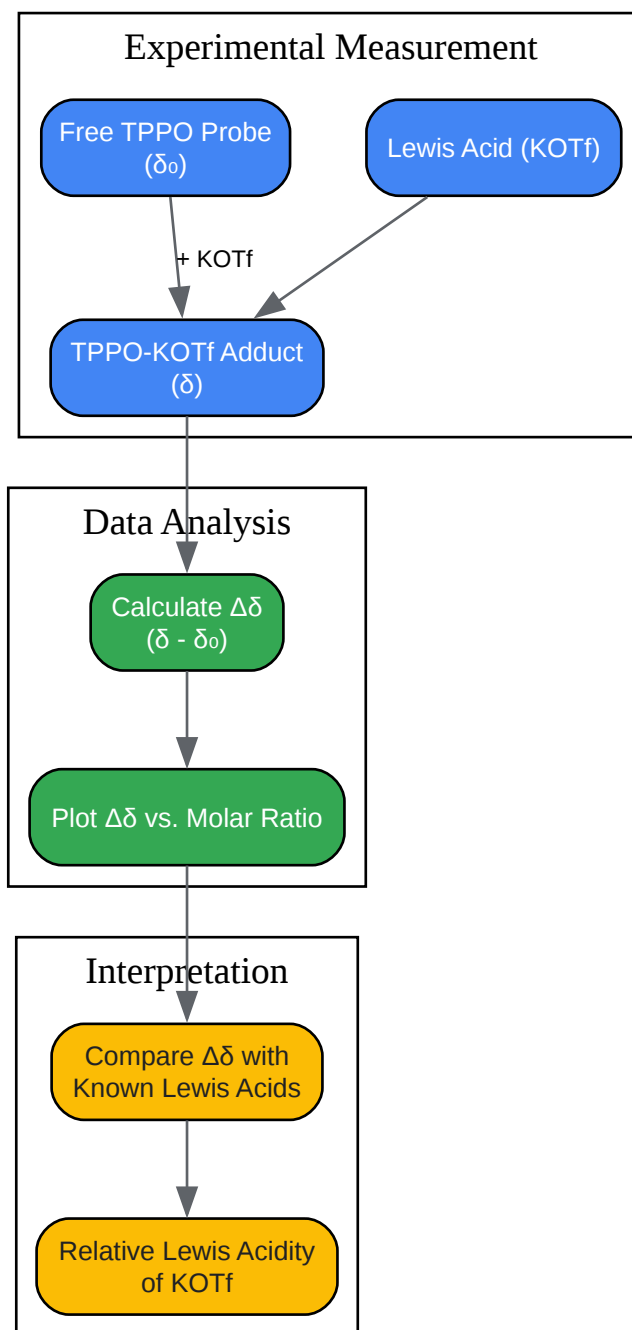 Experimental Measurement
Free TPPO Probe
(δ₀)
Lewis Acid (KOTf)
+ KOTf
TPPO-KOTf Adduct
(δ)
Data Analysis
Calculate Δδ
(δ - δ₀)
Plot Δδ vs. Molar Ratio
Interpretation
Compare Δδ with
Known Lewis Acids
Relative Lewis Acidity
of KOTf